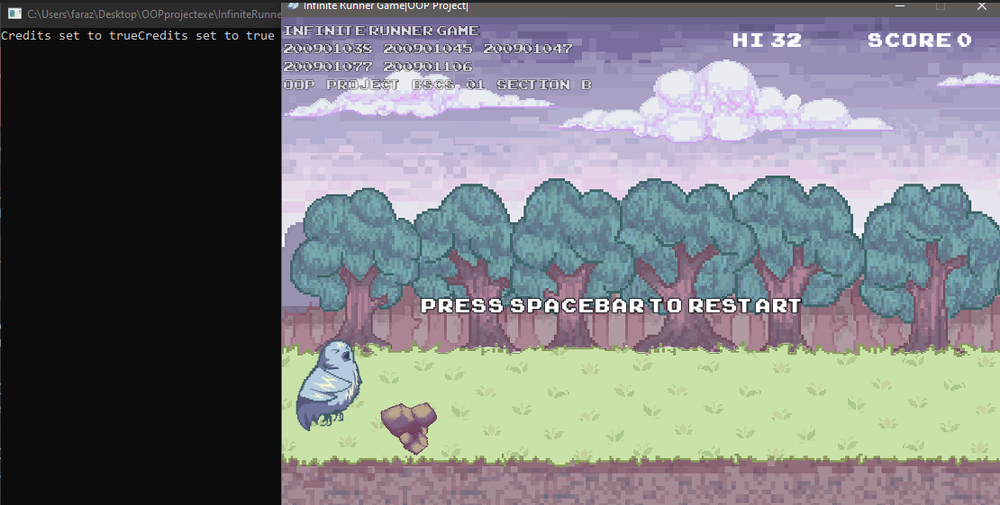 C:\Users\faraz\Desktop\OOPprojectexe\InfiniteRunne
Credits set to trueCredits set to true
Infinite Runner Game|OOP Project|
INFINITE RUNNER GAME
200901038 200901045 200901047
200901077 200901106
OOP PROJECT BSCS 01 SECTION B
HI 32 SCORE 0
PRESS SPACEBAR TO RESTART